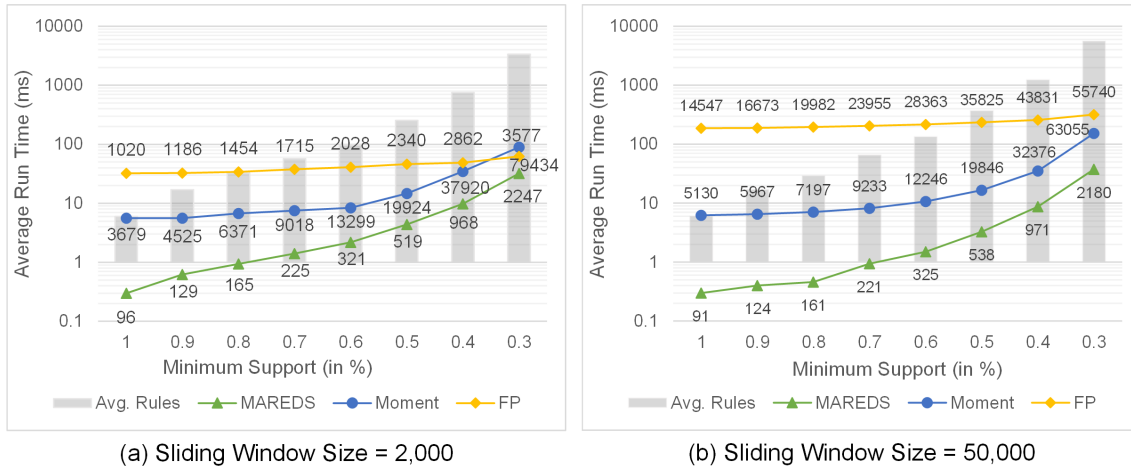 10000
1000
100
10
1
0.1
Average Run Time (ms)
1020 1186 1454 1715 2028 2340 2862 3577
3679 4525 6371 9018 13299 19924 37920 79434
96 129 165 225 321 519 968 2247
1 0.9 0.8 0.7 0.6 0.5 0.4 0.3
Minimum Support (in %)
Avg. Rules MAREDS Moment FP
(a) Sliding Window Size = 2,000
10000
1000
100
10
1
0.1
Average Run Time (ms)
14547 16673 19982 23955 28363 35825 43831 55740
5130 5967 7197 9233 12246 19846 32376 63055
91 124 161 221 325 538 971 2180
1 0.9 0.8 0.7 0.6 0.5 0.4 0.3
Minimum Support (in %)
Avg. Rules MAREDS Moment FP
(b) Sliding Window Size = 50,000